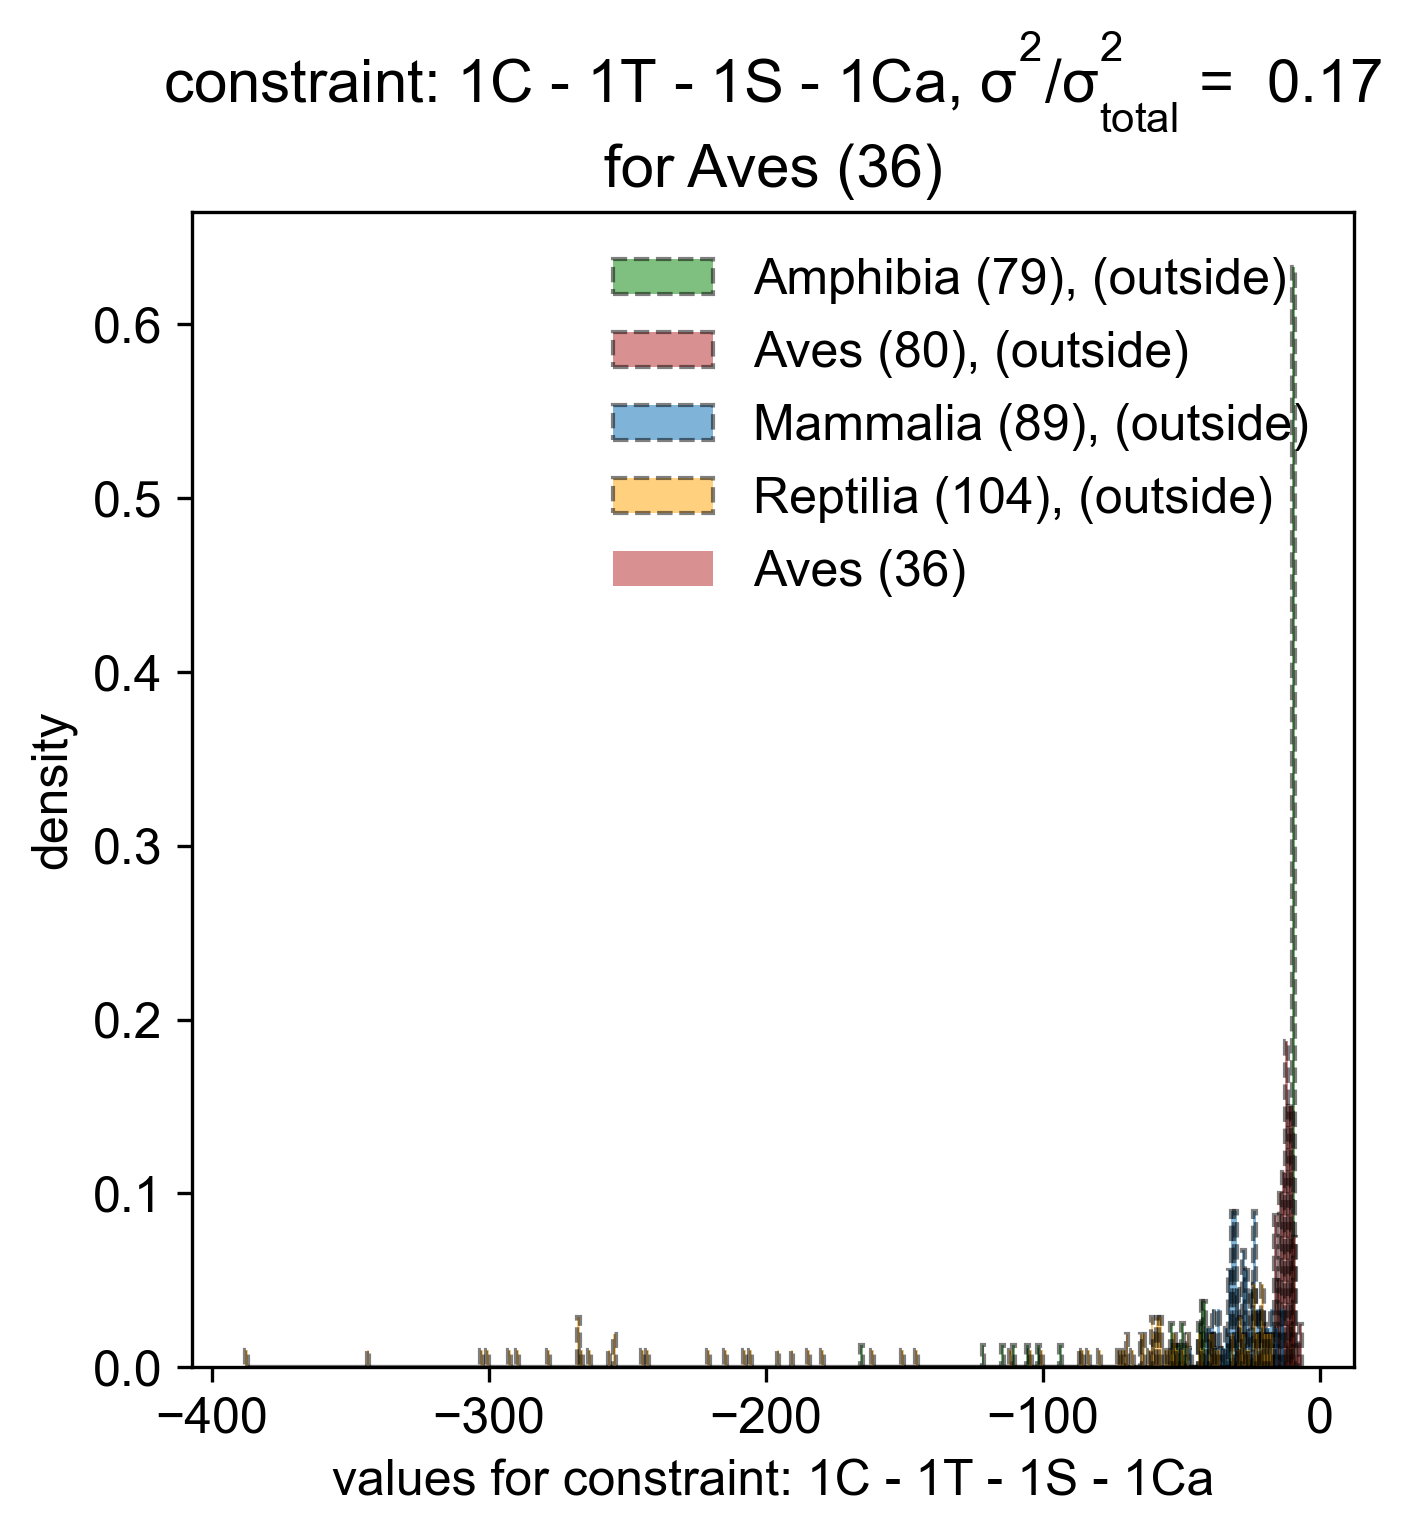 constraint: 1C - 1T - 1S - 1Ca, σ²/σ²total = 0.17
for Aves (36)
Amphibia (79), (outside)
Aves (80), (outside)
Mammalia (89), (outside)
Reptilia (104), (outside)
Aves (36)
density
0.6
0.5
0.4
0.3
0.2
0.1
0.0
−400 −300 −200 −100 0
values for constraint: 1C - 1T - 1S - 1Ca